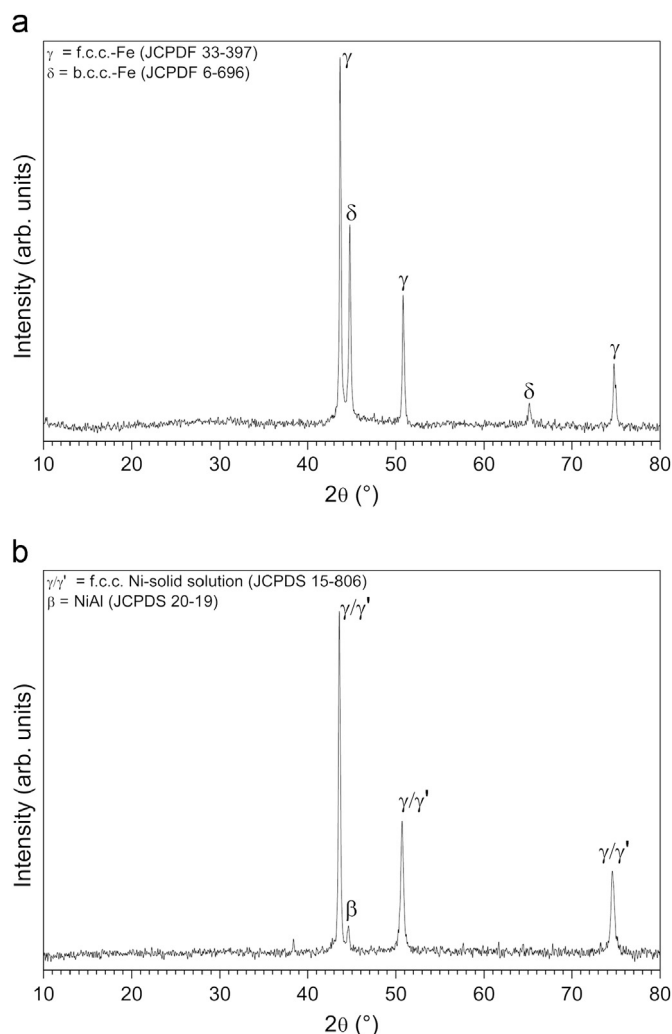 a
γ = f.c.c.-Fe (JCPDF 33-397)
δ = b.c.c.-Fe (JCPDF 6-696)
γ
δ
γ
δ
γ
Intensity (arb. units)
10 20 30 40 50 60 70 80
2θ (°)
b
γ/γ' = f.c.c. Ni-solid solution (JCPDS 15-806)
β = NiAl (JCPDS 20-19)
γ/γ'
β
γ/γ'
γ/γ'
Intensity (arb. units)
10 20 30 40 50 60 70 80
2θ (°)